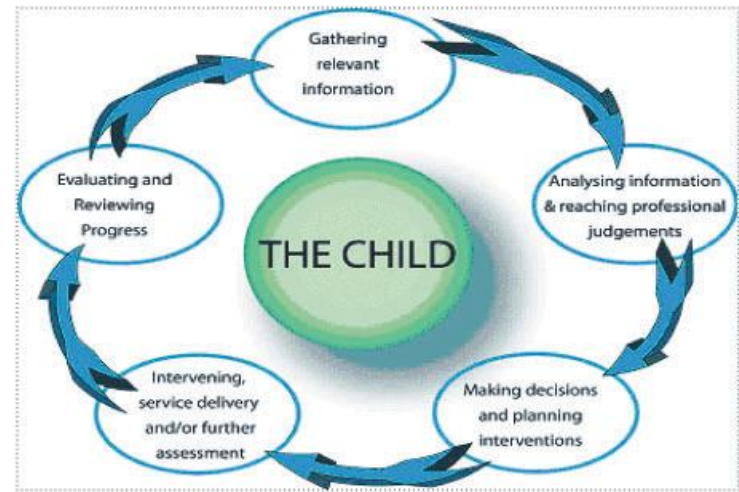 Gathering
relevant
information
Analysing information
& reaching professional
judgements
Making decisions
and planning
interventions
Intervening,
service delivery
and/or further
assessment
Evaluating and
Reviewing
Progress
THE CHILD